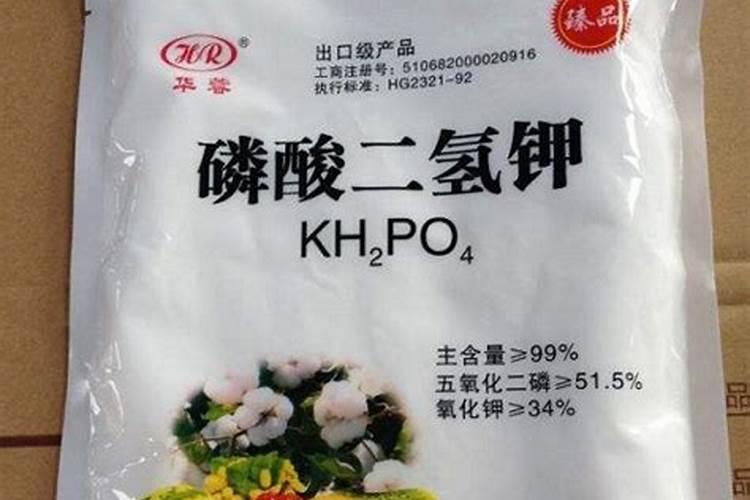 臻品
HR®
华蓉
出口级产品
工商注册号：510682000020916
执行标准：HG2321-92
磷酸二氢钾
KH₂PO₄
主含量≥99%
五氧化二磷≥51.5%
氧化钾≥34%
品